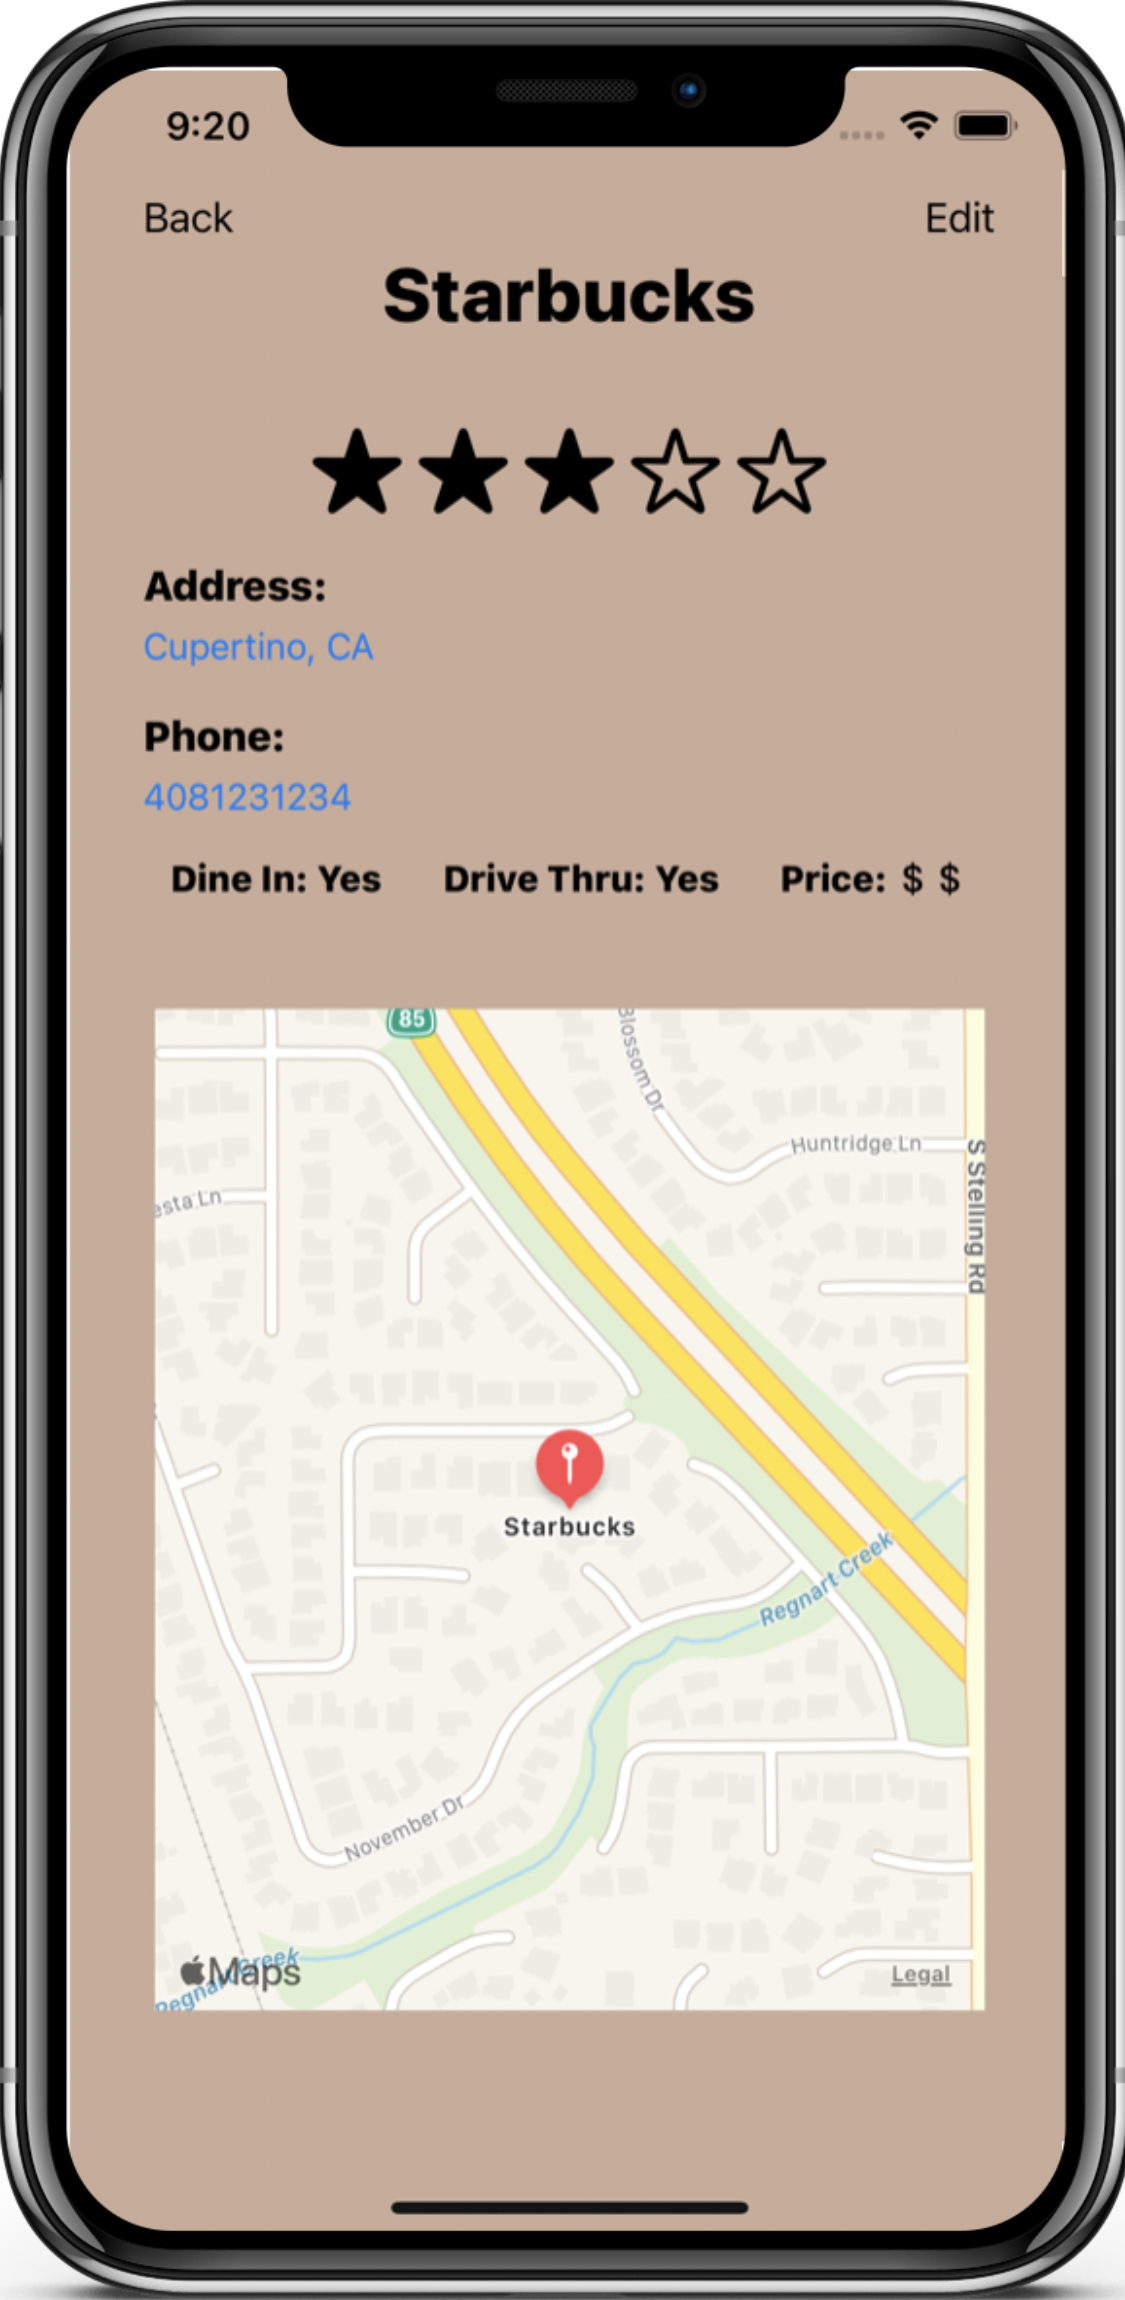 9:20
Back Edit
Starbucks
Address:
Cupertino, CA
Phone:
4081231234
Dine In: Yes Drive Thru: Yes Price: $ $
85
Blossom Dr
Huntridge Ln
S Stelling Rd
esta Ln
Starbucks
Regnart Creek
November Dr
Regnart Creek
Maps
Legal